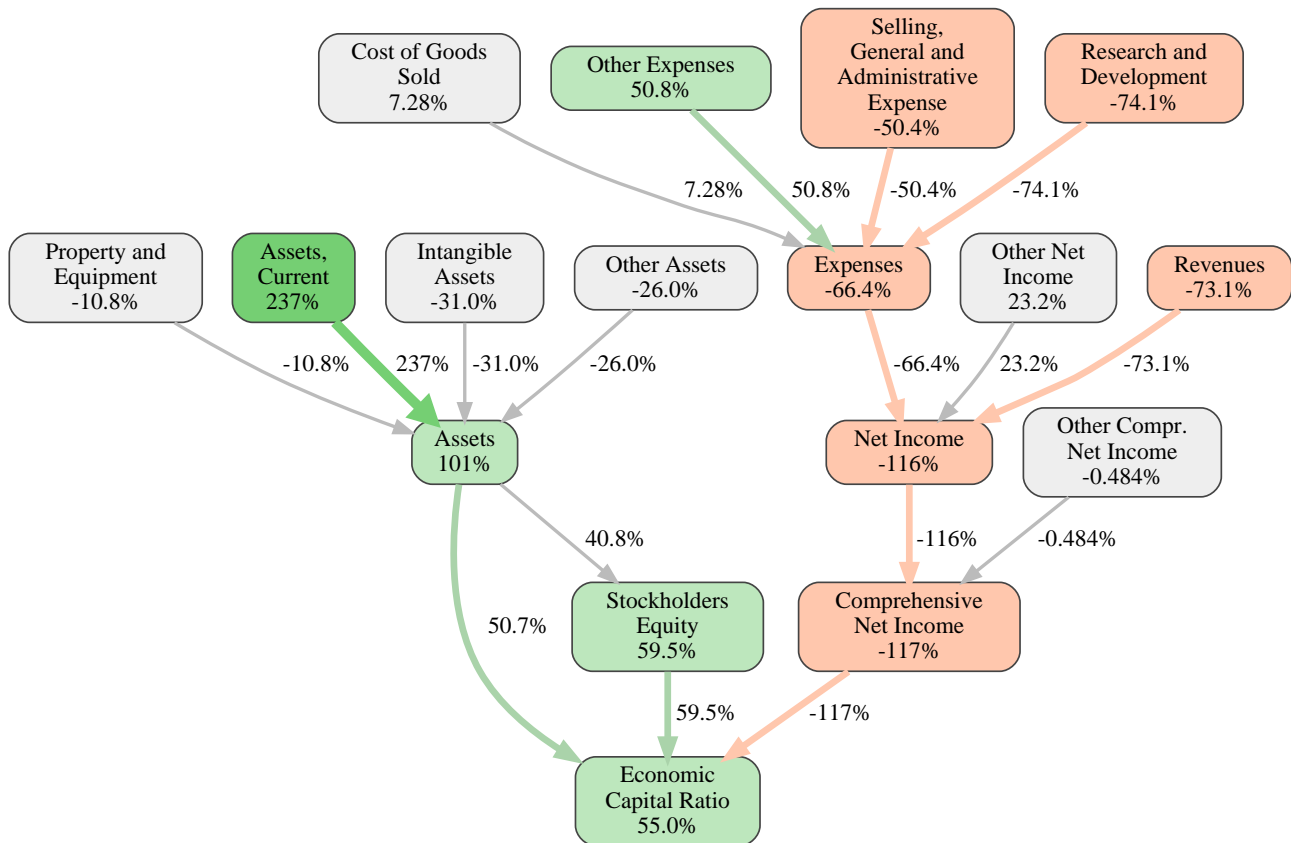 Cost of Goods
Sold
7.28%
Other Expenses
50.8%
Selling,
General and
Administrative
Expense
-50.4%
Research and
Development
-74.1%
7.28%
50.8%
-50.4%
-74.1%
Property and
Equipment
-10.8%
Assets,
Current
237%
Intangible
Assets
-31.0%
Other Assets
-26.0%
Expenses
-66.4%
Other Net
Income
23.2%
Revenues
-73.1%
-10.8%
237%
-31.0%
-26.0%
-66.4%
23.2%
-73.1%
Assets
101%
Net Income
-116%
Other Compr.
Net Income
-0.484%
40.8%
-116%
-0.484%
50.7%
Stockholders
Equity
59.5%
Comprehensive
Net Income
-117%
59.5%
-117%
Economic
Capital Ratio
55.0%